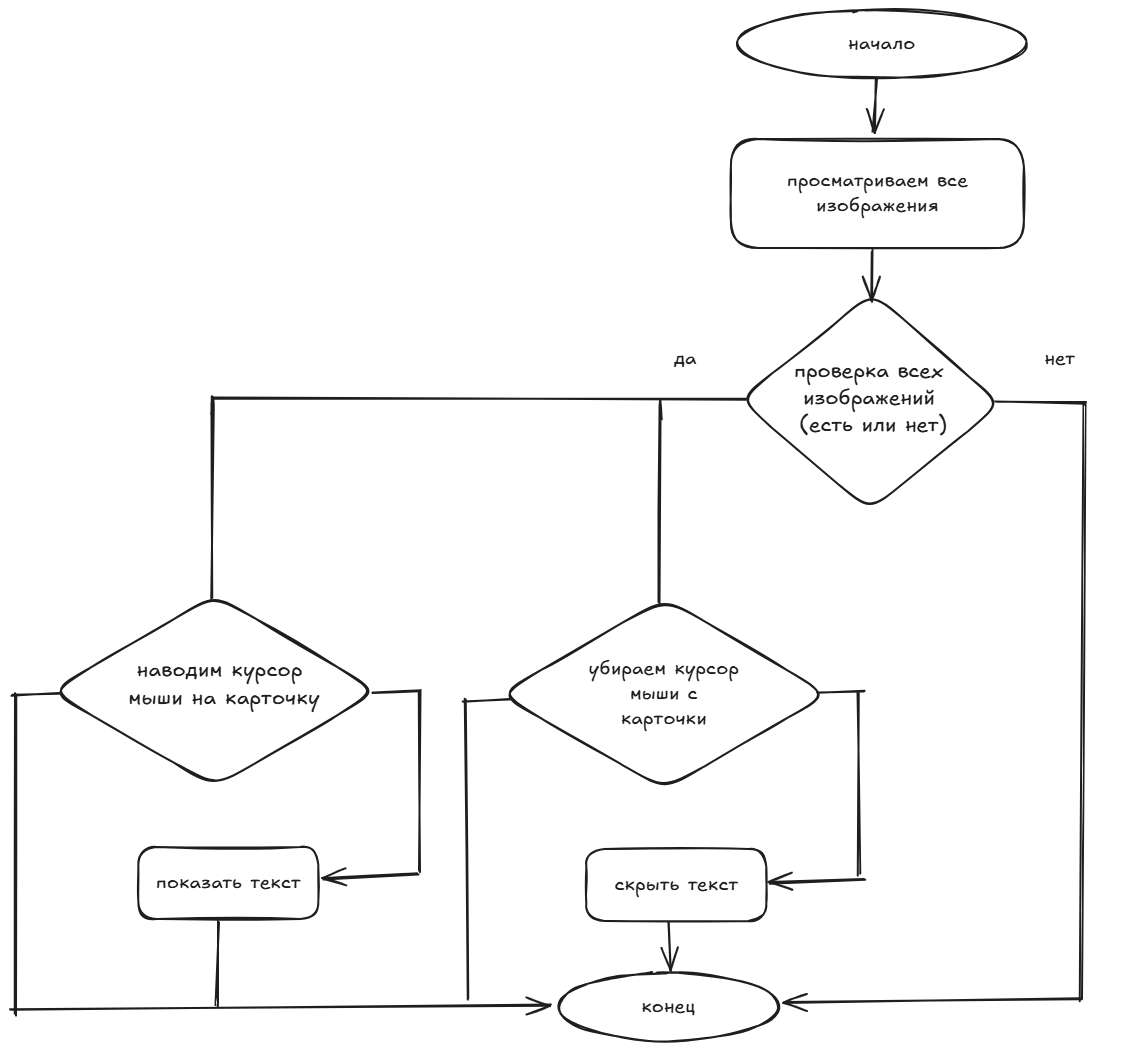 начало
просматриваем все
изображения
да
нет
проверка всех
изображений
(есть или нет)
наводим курсор
мыши на карточку
убираем курсор
мыши с
карточки
показать текст
скрыть текст
конец